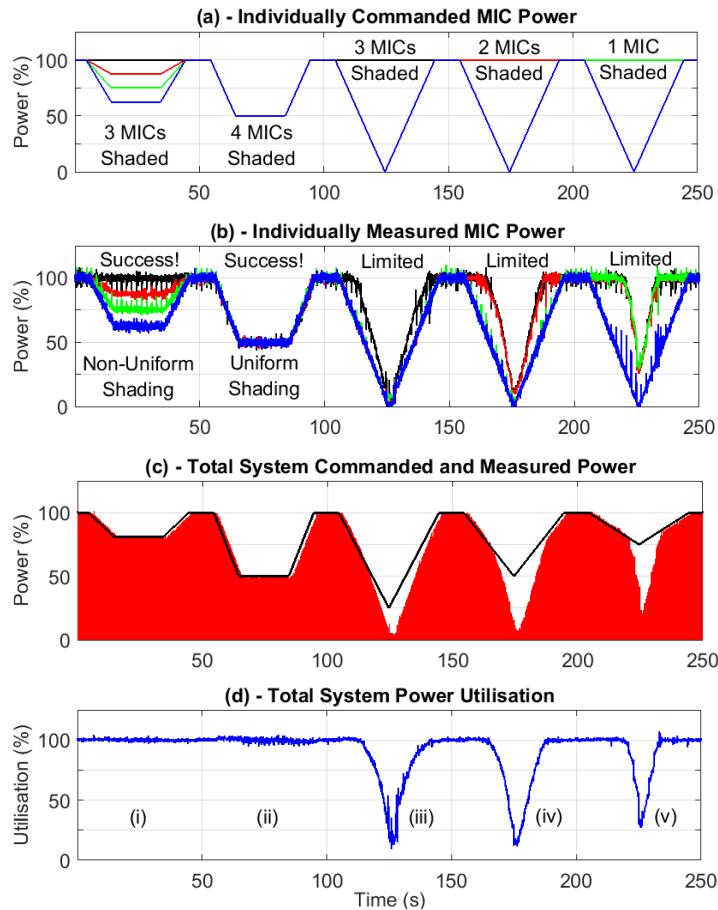 (a) - Individually Commanded MIC Power
Power (%)
100
50
0
3 MICs
Shaded
4 MICs
Shaded
3 MICs
Shaded
2 MICs
Shaded
1 MIC
Shaded
50
100
150
200
250
(b) - Individually Measured MIC Power
Power (%)
100
50
0
Success!
Success!
Limited
Limited
Limited
Non-Uniform
Shading
Uniform
Shading
50
100
150
200
250
(c) - Total System Commanded and Measured Power
Power (%)
100
50
0
50
100
150
200
250
(d) - Total System Power Utilisation
Utilisation (%)
100
50
0
(i)
(ii)
(iii)
(iv)
(v)
50
100
150
200
250
Time (s)